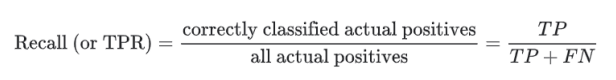 Recall (or TPR) = correctly classified actual positives / all actual positives = TP / TP + FN